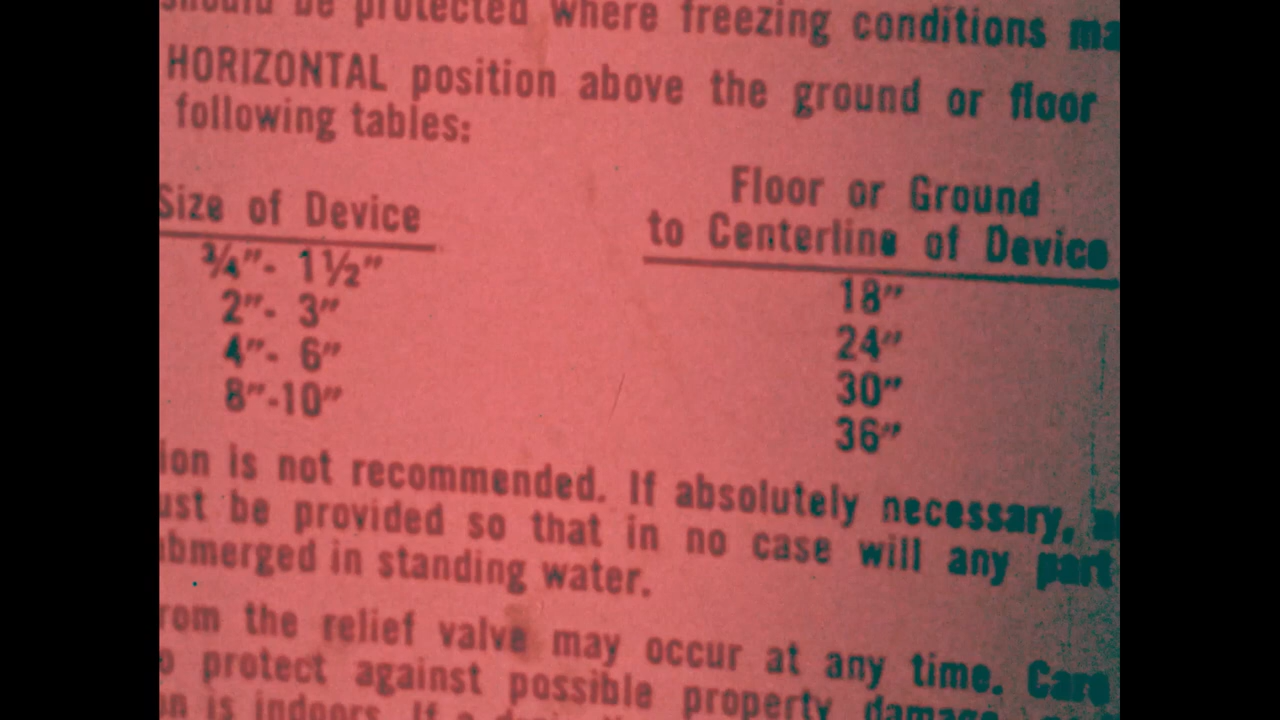 should be protected where freezing conditions
HORIZONTAL position above the ground or floor
following tables:
Size of Device
Floor or Ground
to Centerline of Device
¾"- 1½" 18"
2"- 3" 24"
4"- 6" 30"
8"-10" 36"
ion is not recommended. If absolutely necessary,
ust be provided so that in no case will any part
ubmerged in standing water.
rom the relief valve may occur at any time. Care
o protect against possible property damage
in is indoors. If a